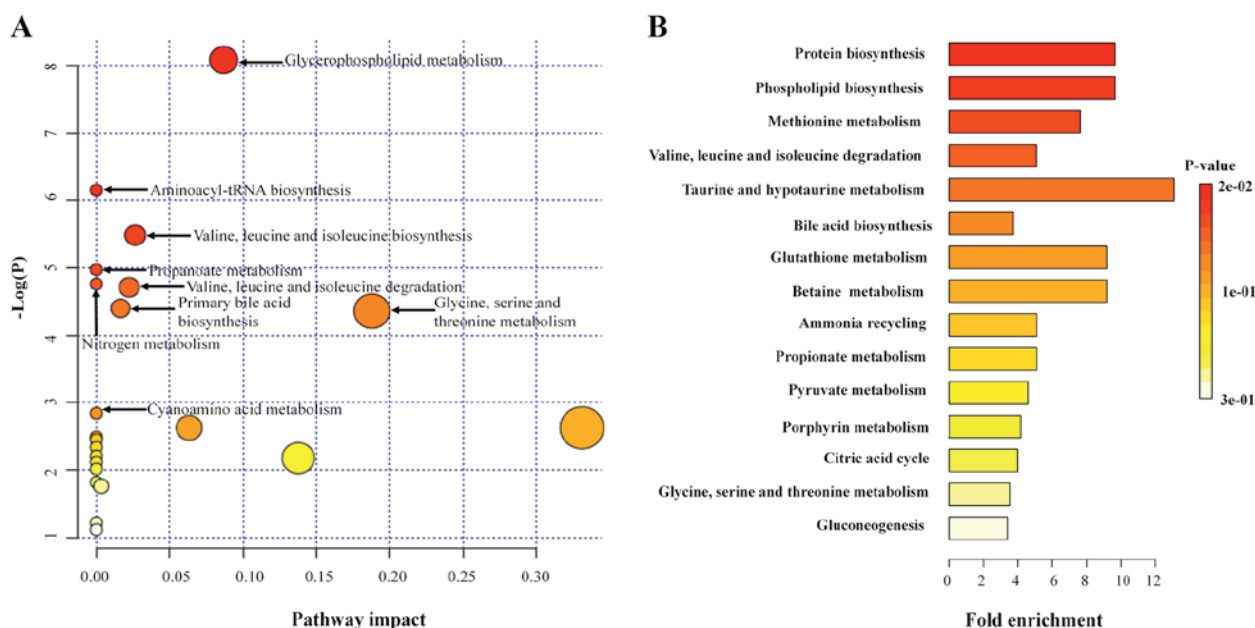 A
-Log(P)
8
7
6
5
4
3
2
1
Glycerophospholipid metabolism
Aminoacyl-tRNA biosynthesis
Valine, leucine and isoleucine biosynthesis
Propanoate metabolism
Valine, leucine and isoleucine degradation
Primary bile acid
biosynthesis
Glycine, serine and
threonine metabolism
Nitrogen metabolism
Cyanoamino acid metabolism
0.00 0.05 0.10 0.15 0.20 0.25 0.30
Pathway impact
B
Protein biosynthesis
Phospholipid biosynthesis
Methionine metabolism
Valine, leucine and isoleucine degradation
Taurine and hypotaurine metabolism
Bile acid biosynthesis
Glutathione metabolism
Betaine metabolism
Ammonia recycling
Propionate metabolism
Pyruvate metabolism
Porphyrin metabolism
Citric acid cycle
Glycine, serine and threonine metabolism
Gluconeogenesis
0 2 4 6 8 10 12
Fold enrichment
P-value
2e-02
1e-01
3e-01